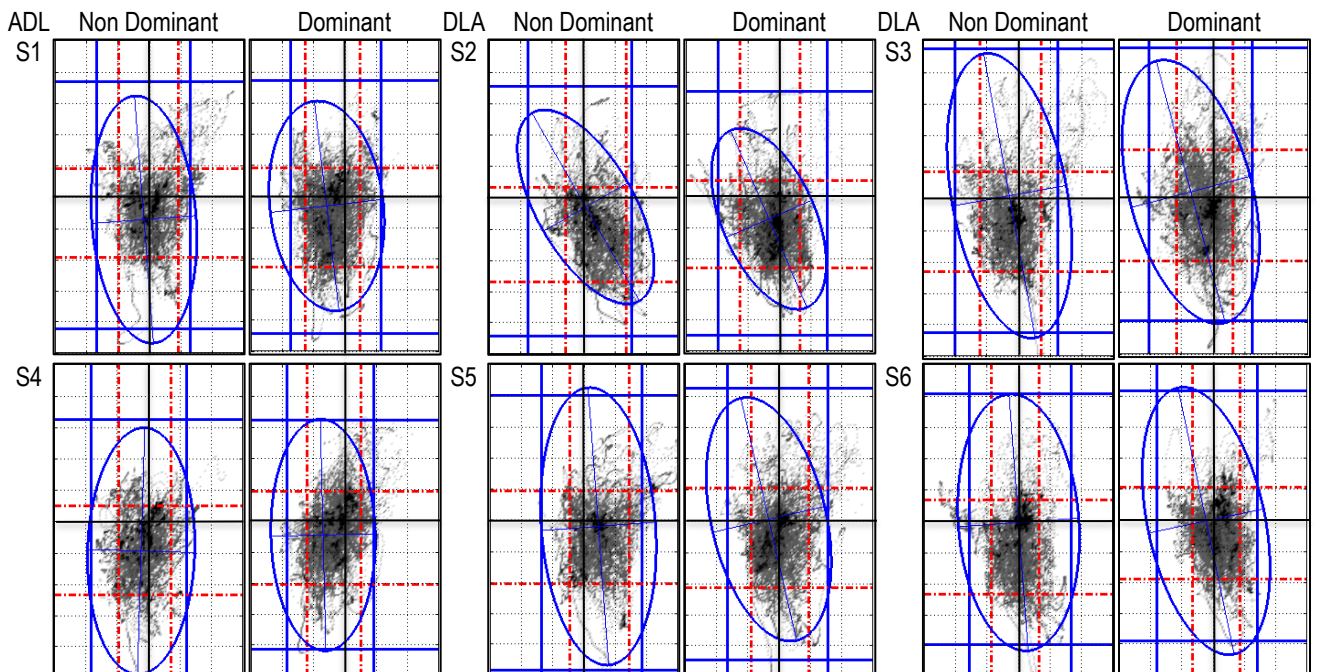 ADL Non Dominant Dominant DLA Non Dominant Dominant DLA Non Dominant Dominant
S1 S2 S3
S4 S5 S6